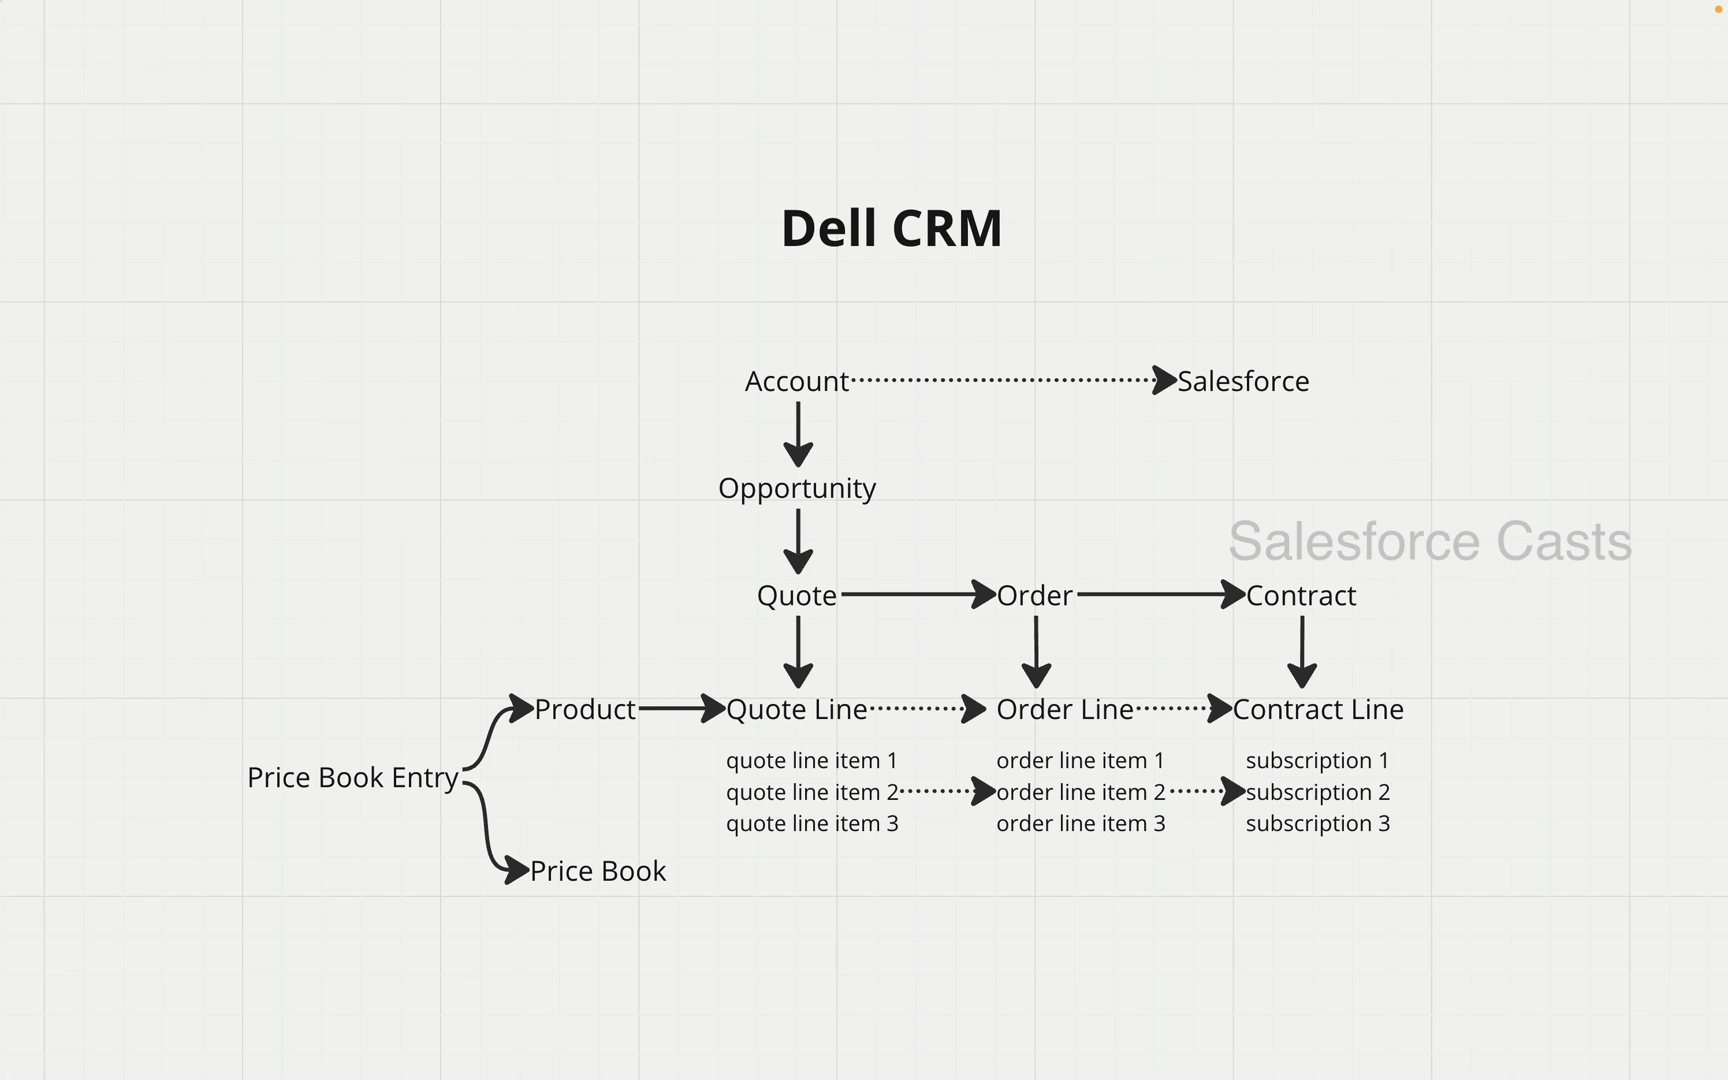 Dell CRM
Account
Salesforce
Opportunity
Salesforce Casts
Quote
Order
Contract
Product
Quote Line
Order Line
Contract Line
quote line item 1
order line item 1
subscription 1
Price Book Entry
quote line item 2
order line item 2
subscription 2
quote line item 3
order line item 3
subscription 3
Price Book